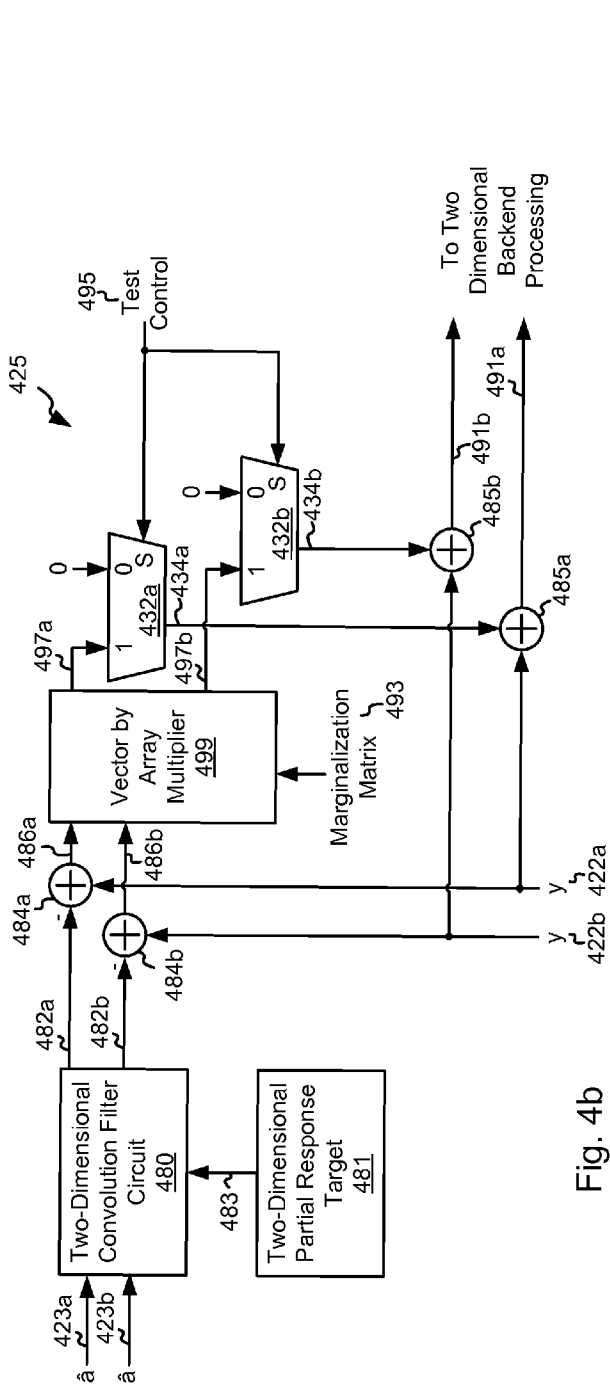 425
423a
â
423b
â
Two-Dimensional
Convolution Filter
Circuit
480
483
Two-Dimensional
Partial Response
Target
481
482a
482b
-
484a
-
484b
486a
486b
Vector by
Array
Multiplier
499
Marginalization
Matrix
493
497a
497b
0
1
0
S
432a
434a
0
1
0
S
432b
434b
495
Test
Control
485b
485a
491b
491a
To Two
Dimensional
Backend
Processing
y
422b
y
422a
Fig. 4b